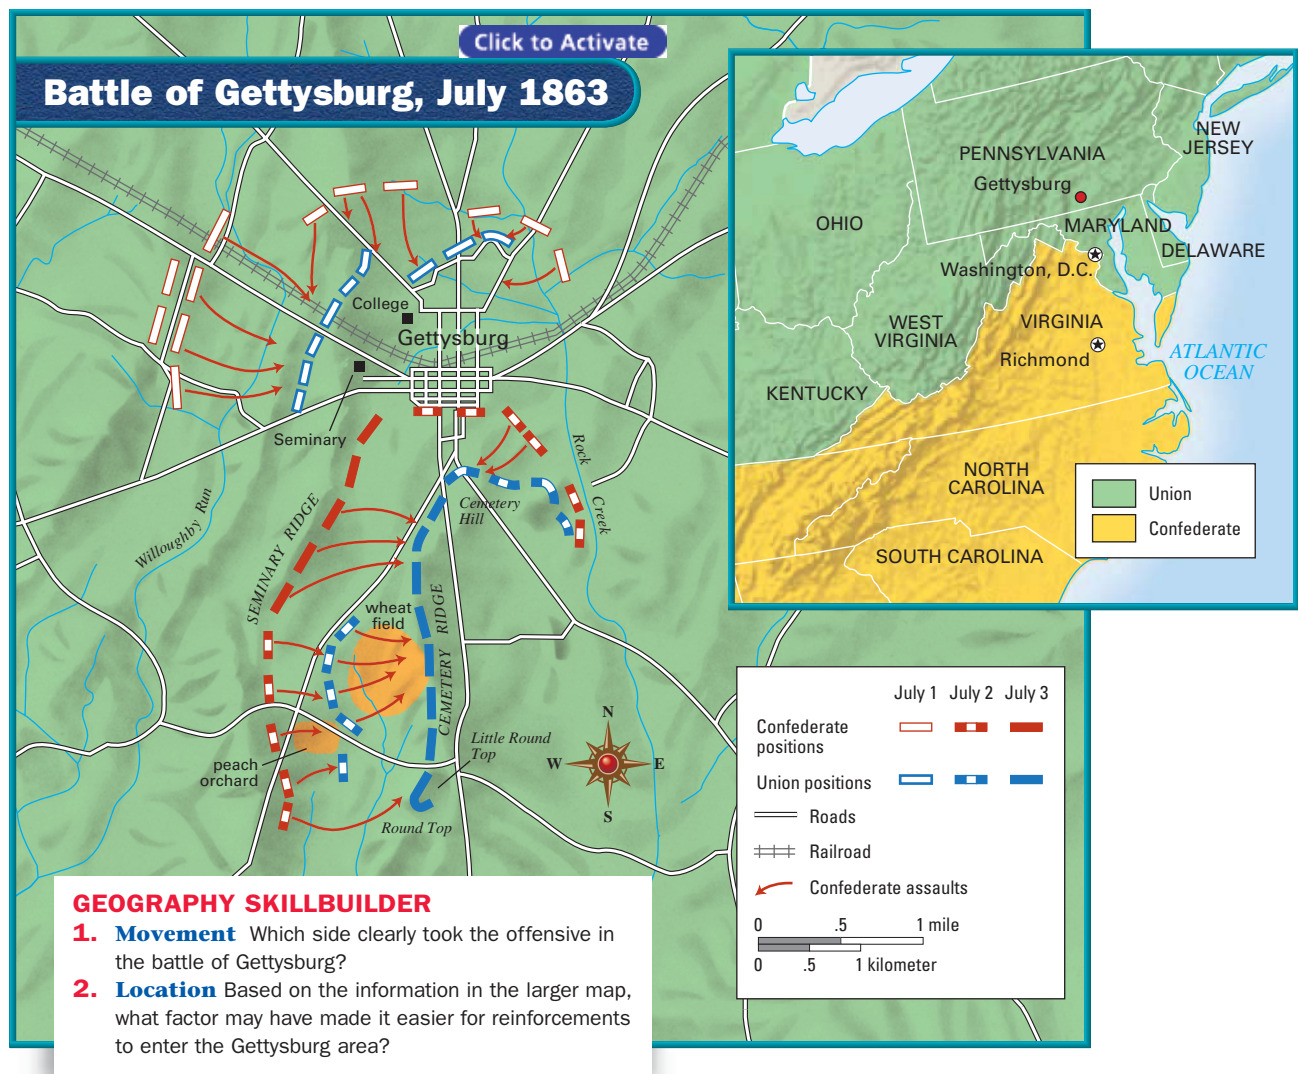 Click to Activate
Battle of Gettysburg, July 1863
College
Gettysburg
Seminary
Willoughby Run
SEMINARY RIDGE
Rock
Creek
Cemetery
Hill
wheat
field
CEMETERY RIDGE
peach
orchard
Little Round
Top
Round Top
N
W
E
S
PENNSYLVANIA
Gettysburg
NEW
JERSEY
OHIO
MARYLAND
DELAWARE
Washington, D.C.
WEST
VIRGINIA
VIRGINIA
Richmond
KENTUCKY
ATLANTIC
OCEAN
NORTH
CAROLINA
SOUTH CAROLINA
Union
Confederate
July 1 July 2 July 3
Confederate
positions
Union positions
Roads
Railroad
Confederate assaults
0 .5 1 mile
0 .5 1 kilometer
GEOGRAPHY SKILLBUILDER
1. Movement Which side clearly took the offensive in
the battle of Gettysburg?
2. Location Based on the information in the larger map,
what factor may have made it easier for reinforcements
to enter the Gettysburg area?